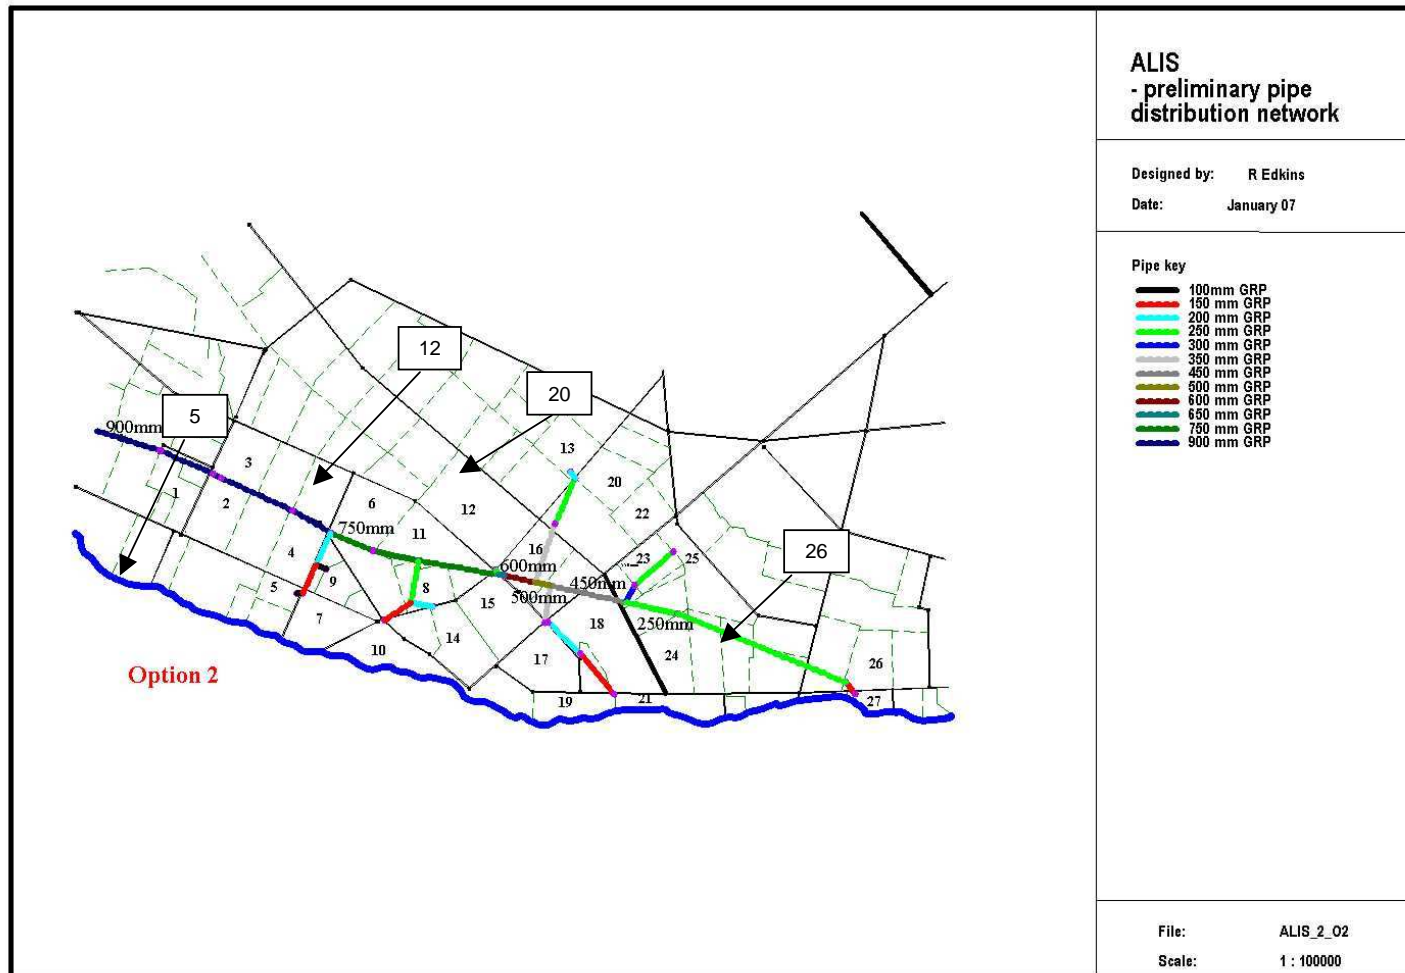 ALIS
- preliminary pipe
distribution network
Designed by: R Edkins
Date: January 07
Pipe key
100mm GRP
150 mm GRP
200 mm GRP
250 mm GRP
300 mm GRP
350 mm GRP
450 mm GRP
500 mm GRP
600 mm GRP
650 mm GRP
750 mm GRP
900 mm GRP
12
20
5
900mm
13
3
1
2
6
12
20
22
750mm
11
4
9
16
600mm
23
25
26
5
8
15
500mm
450mm
7
14
18
250mm
10
17
24
26
19
21
27
Option 2
File: ALIS_2_O2
Scale: 1 : 100000